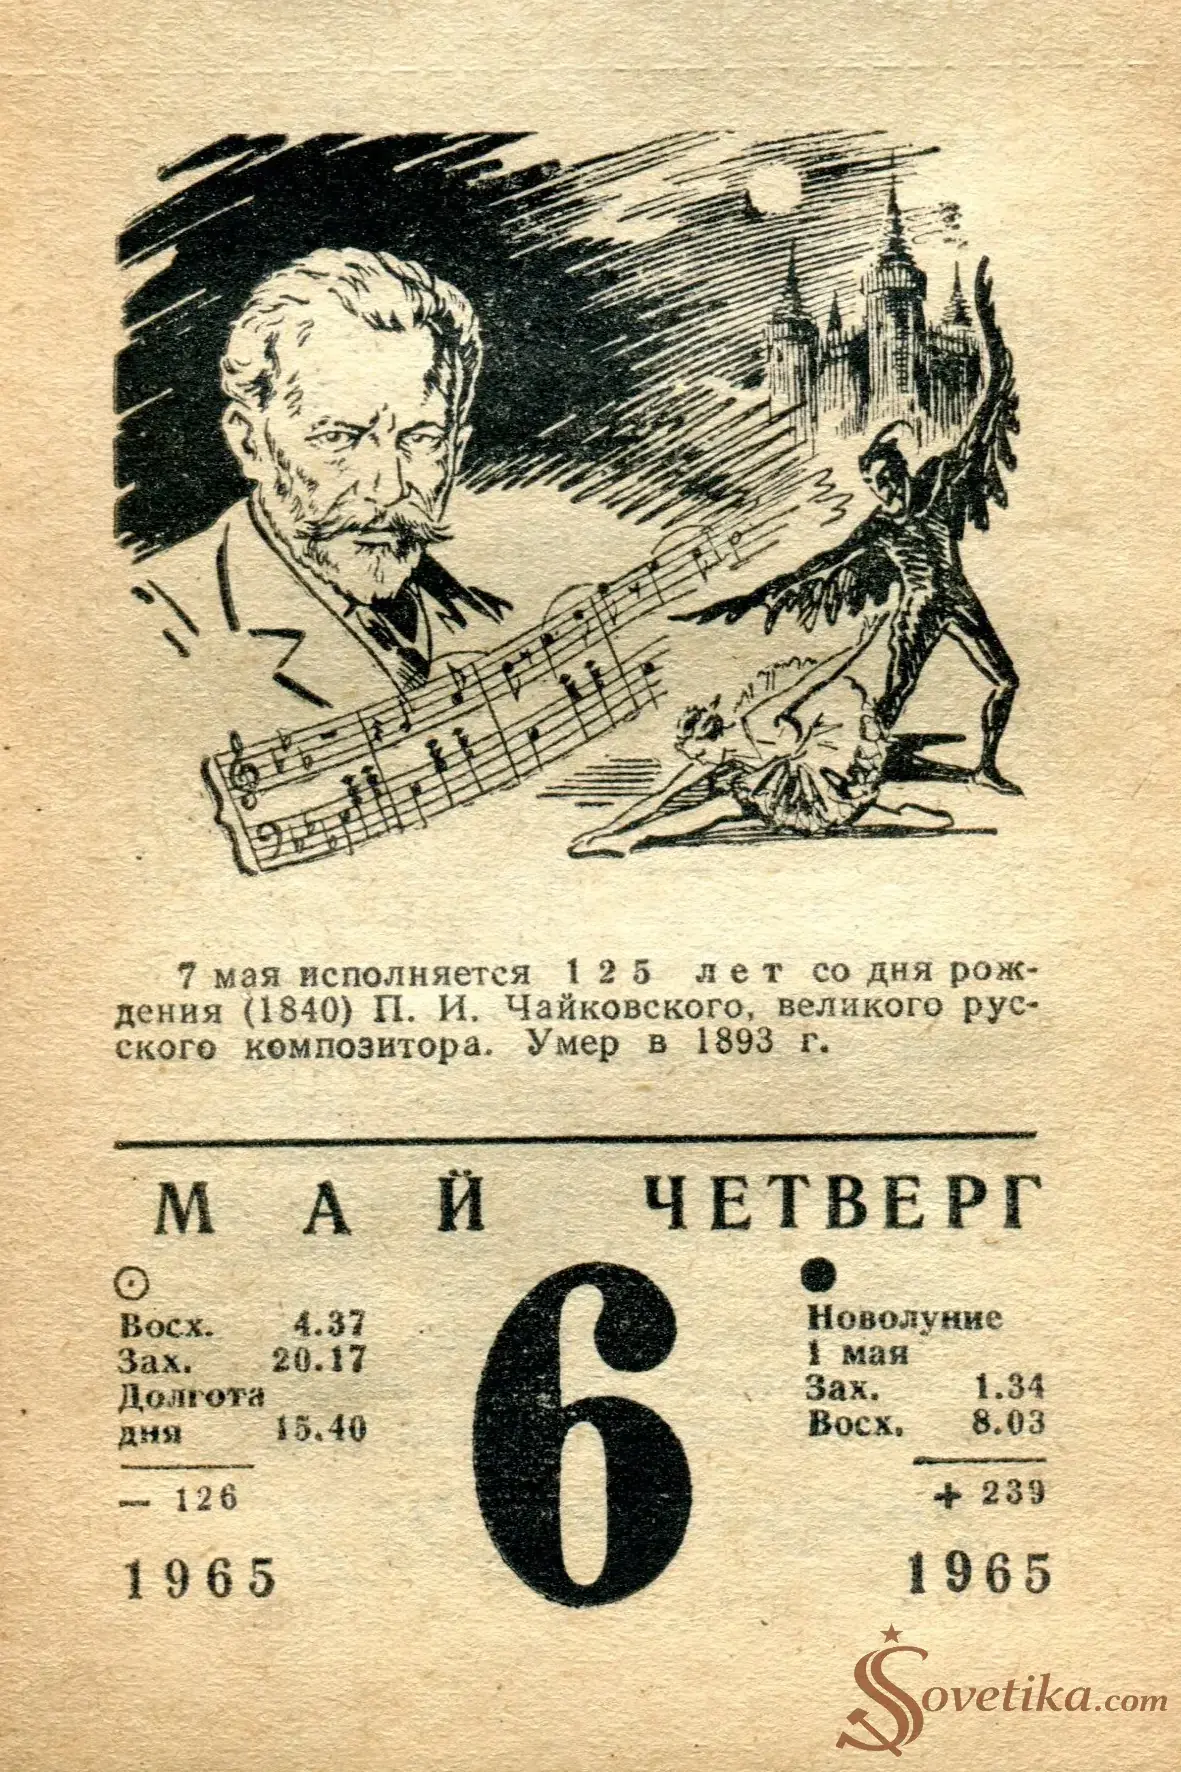 7 мая исполняется 125 лет со дня рож-
дения (1840) П. И. Чайковского, великого рус-
ского композитора. Умер в 1893 г.
МАЙ ЧЕТВЕРГ
Восх. 4.37
Зах. 20.17
Долгота
дня 15.40
— 126
1965
6
Новолуние
1 мая
Зах. 1.34
Восх. 8.03
+ 239
1965
Sovetika.com